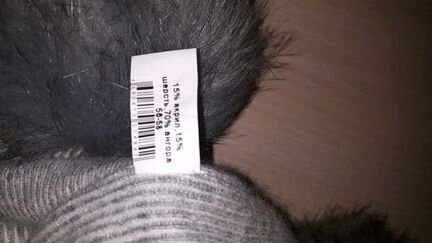 15% акрил,15%
шерсть,70% ангора
56-58